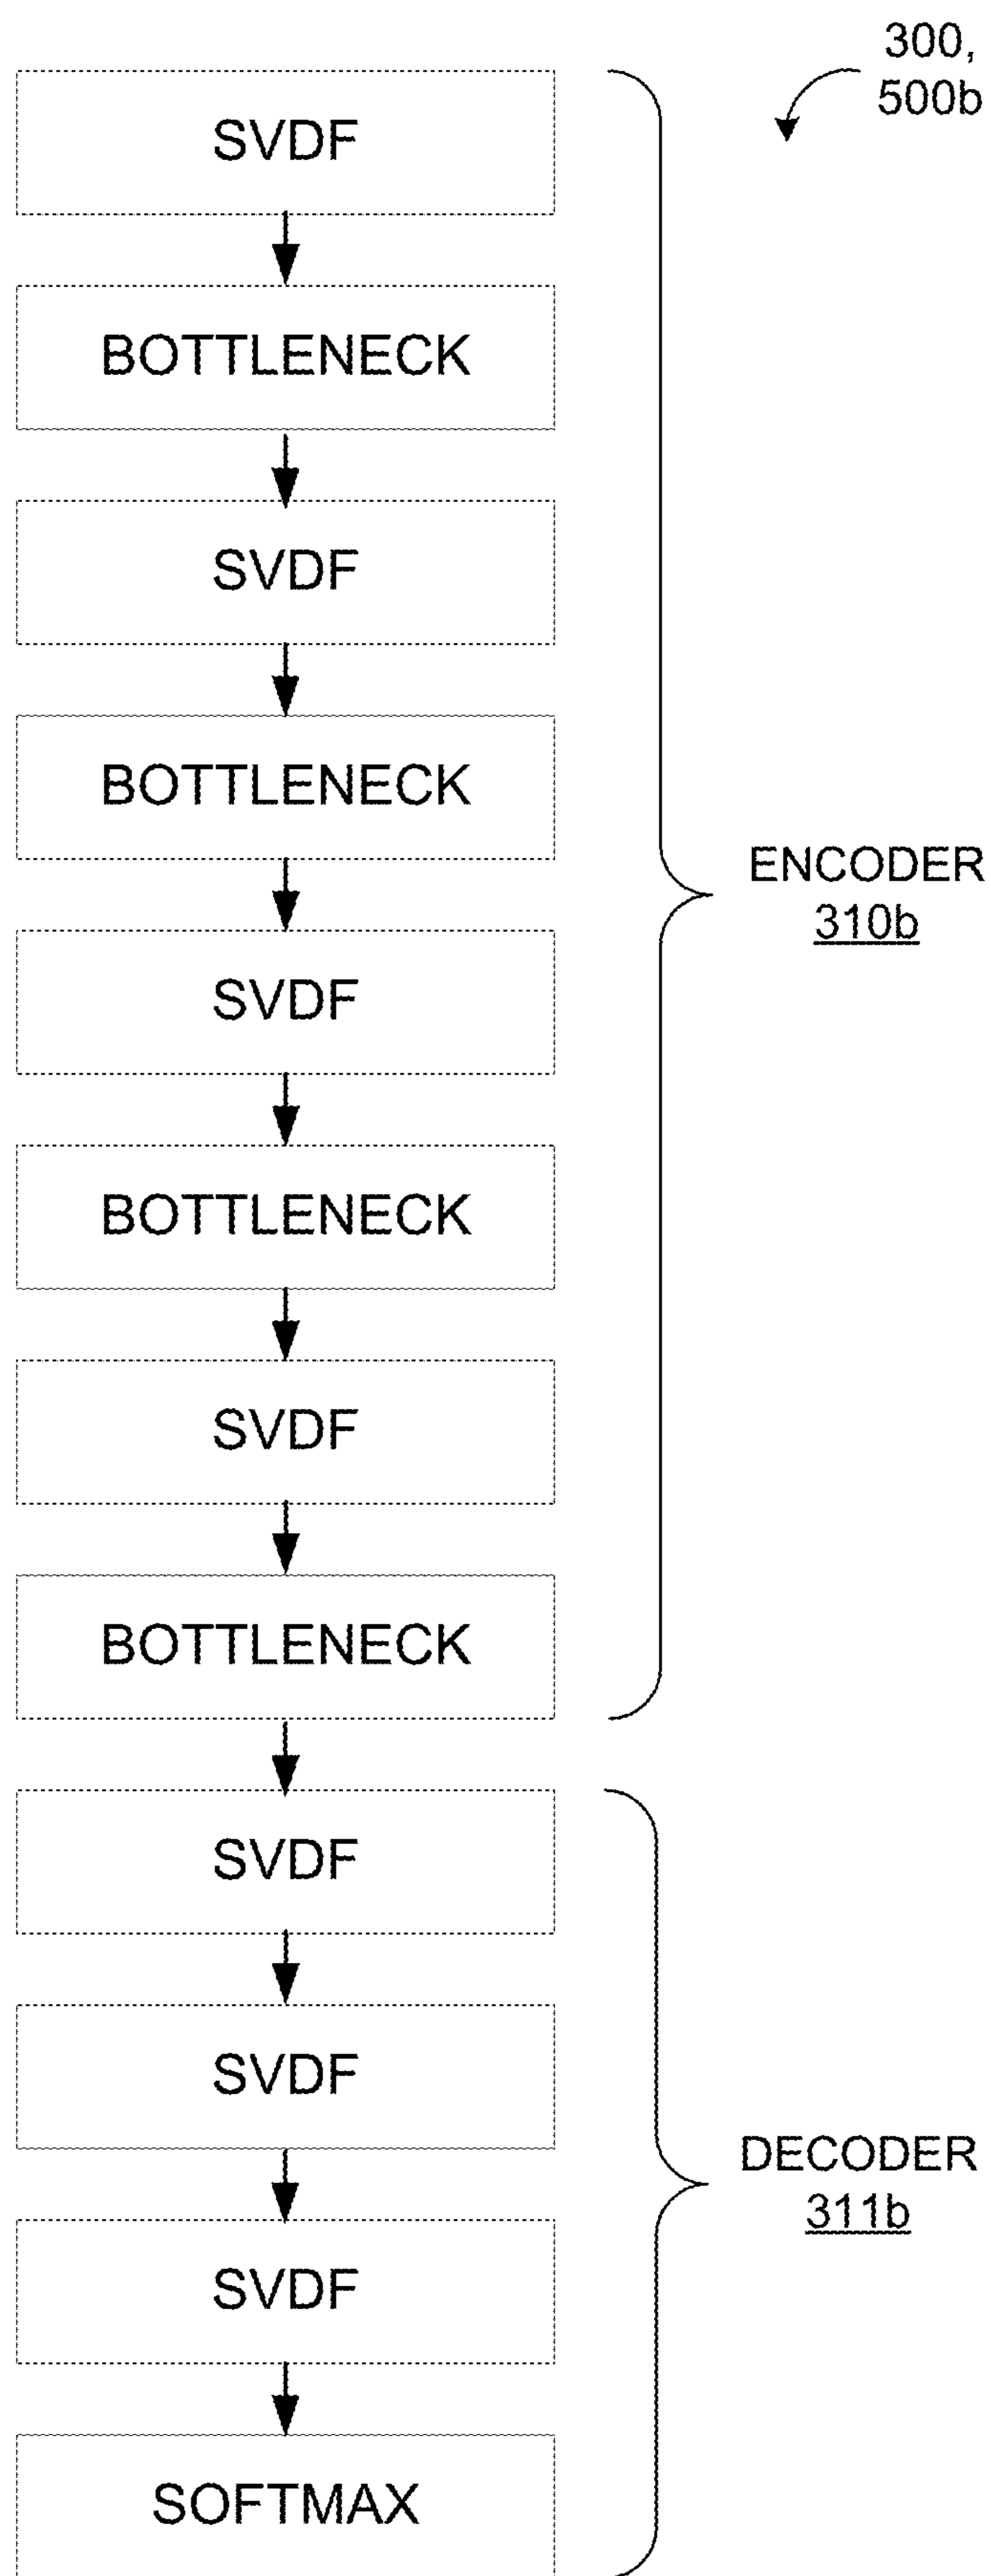 300,
500b
SVDF
BOTTLENECK
SVDF
BOTTLENECK
SVDF
BOTTLENECK
SVDF
BOTTLENECK
ENCODER
310b
SVDF
SVDF
SVDF
SOFTMAX
DECODER
311b